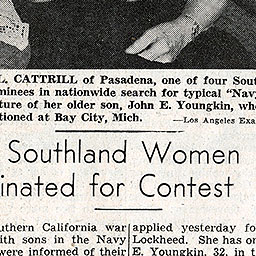 L. CATTRILL of Pasadena, one of four Sout
minees in nationwide search for typical "Navy
ture of her older son, John E. Youngkin, who
tioned at Bay City, Mich. —Los Angeles Exa
Southland Women
inated for Contest
uthern California war
ith sons in the Navy
were informed of their
applied yesterday fo
Lockheed. She has on
E. Youngkin, 32, in t